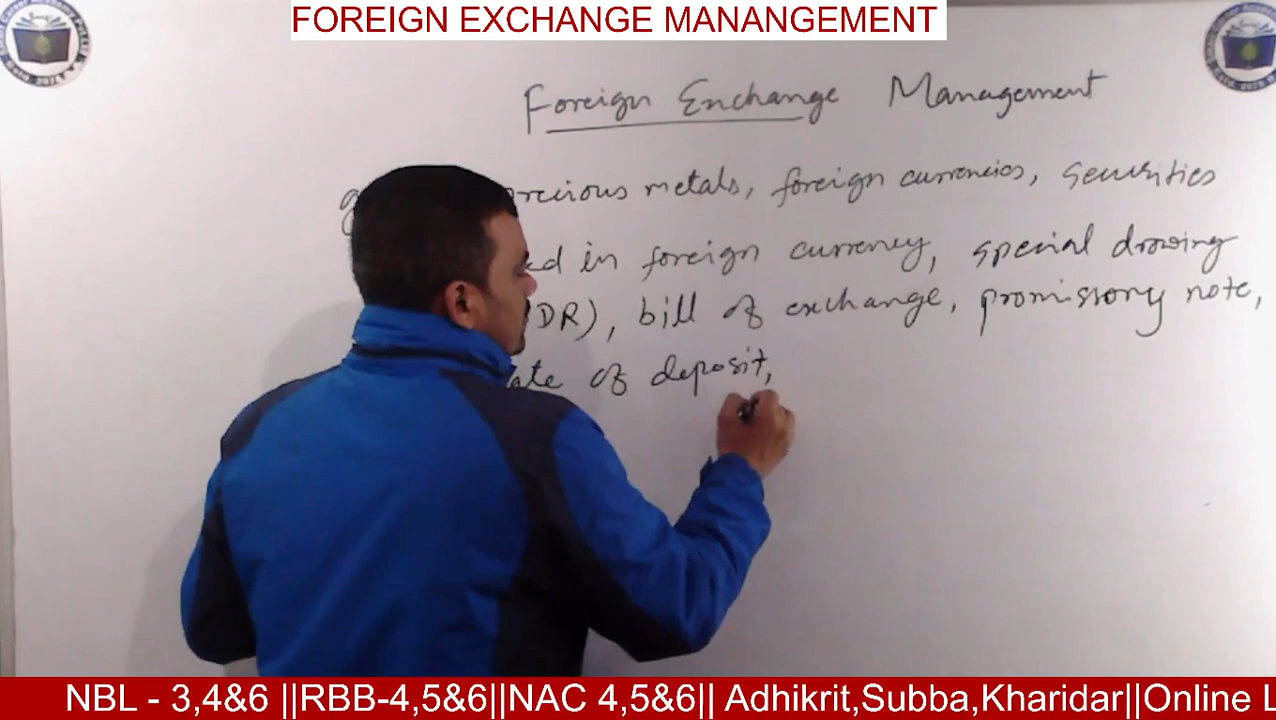 FOREIGN EXCHANGE MANANGEMENT
Foreign Exchange Management
precious metals, foreign currencies, securities
in foreign currency, special drawing
DR), bill of exchange, promissory note,
ate of deposit,
NBL - 3,4&6 ||RBB-4,5&6||NAC 4,5&6|| Adhikrit,Subba,Kharidar||Online L